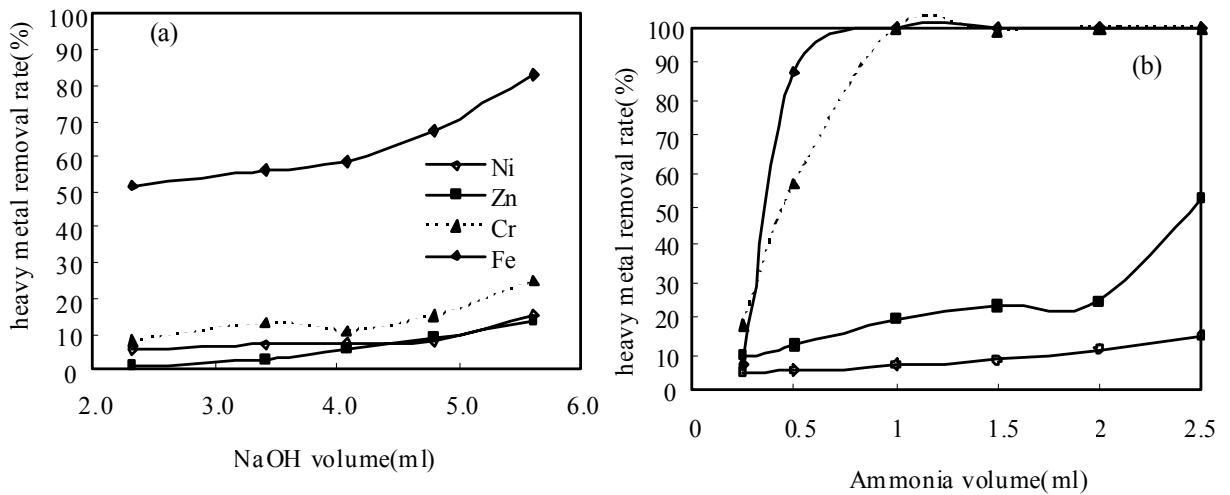 (a)
heavy metal removal rate(%)
100
90
80
70
60
50
40
30
20
10
0
2.0 3.0 4.0 5.0 6.0
NaOH volume(ml)
Ni
Zn
Cr
Fe
(b)
heavy metal removal rate(%)
100
90
80
70
60
50
40
30
20
10
0
0 0.5 1 1.5 2 2.5
Ammonia volume(ml)